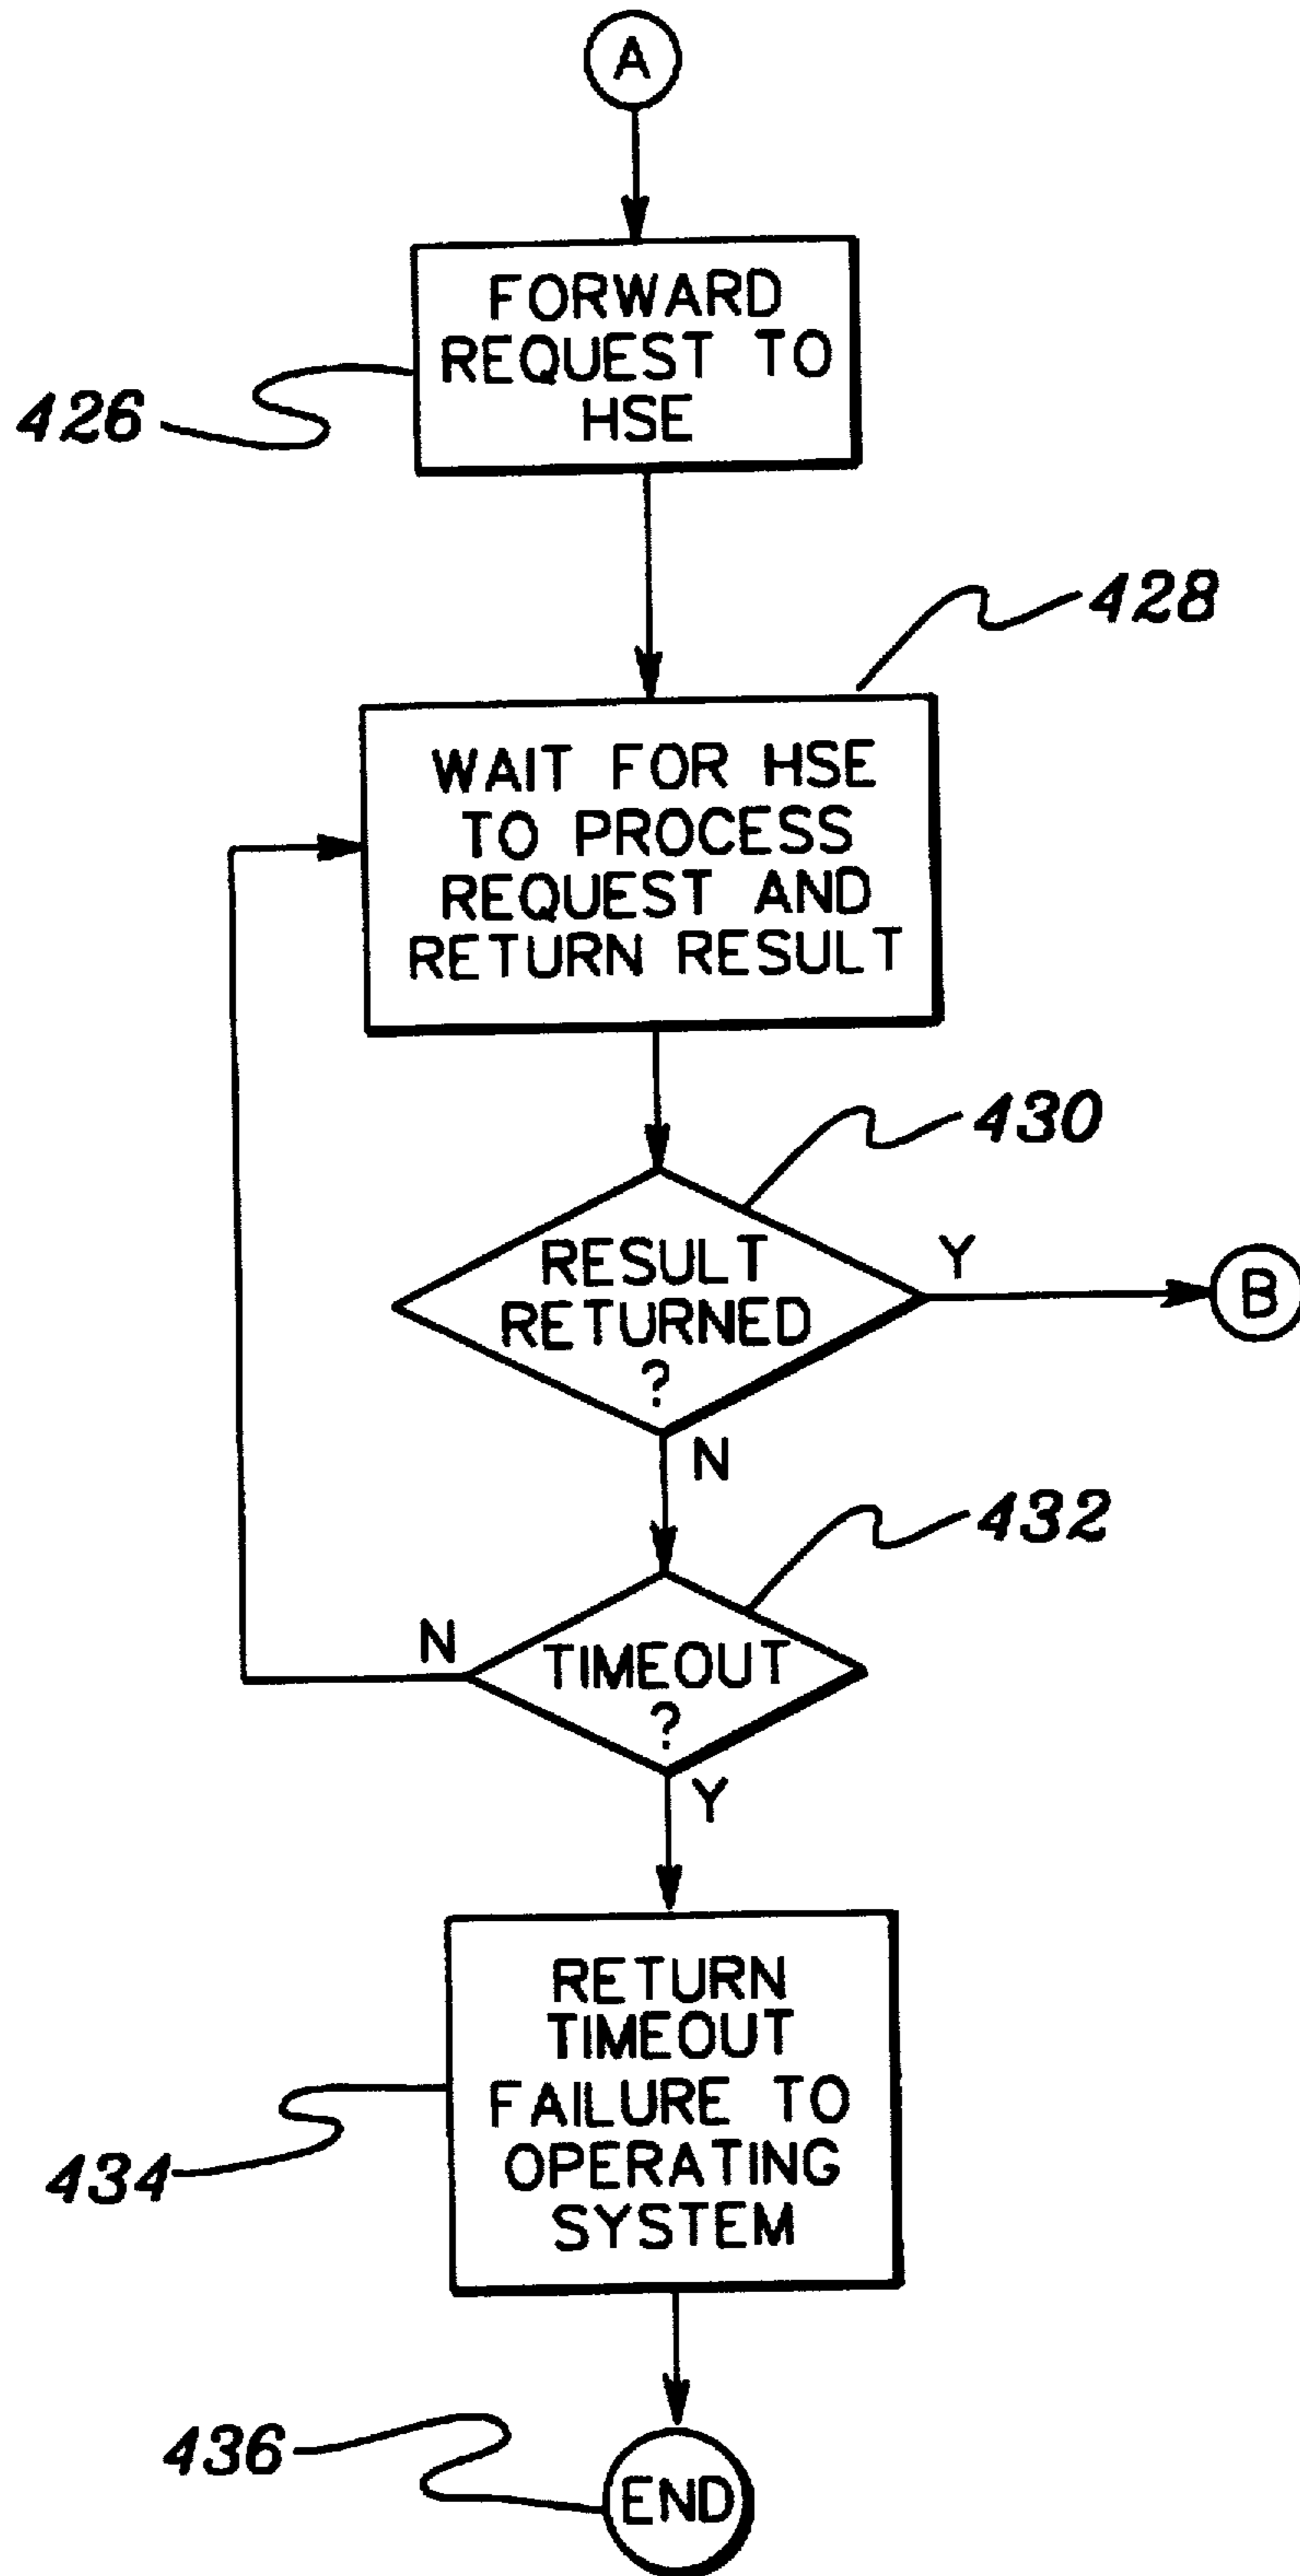 A
FORWARD
REQUEST TO
HSE
426
428
WAIT FOR HSE
TO PROCESS
REQUEST AND
RETURN RESULT
430
RESULT
RETURNED
?
Y
B
N
432
N
TIMEOUT
?
Y
RETURN
TIMEOUT
FAILURE TO
OPERATING
SYSTEM
434
436
END